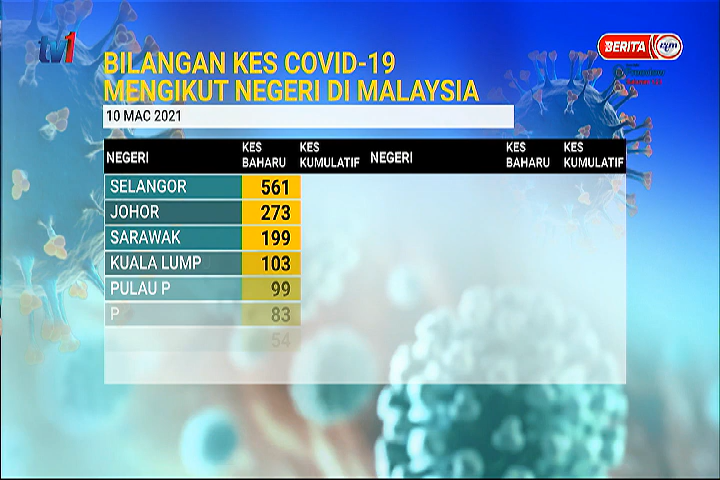 tv1
BERITA rtm
BILANGAN KES COVID-19
MENGIKUT NEGERI DI MALAYSIA
10 MAC 2021
NEGERI KES BAHARU KES KUMULATIF NEGERI KES BAHARU KES KUMULATIF
SELANGOR 561
JOHOR 273
SARAWAK 199
KUALA LUMP 103
PULAU P 99
P 83
54